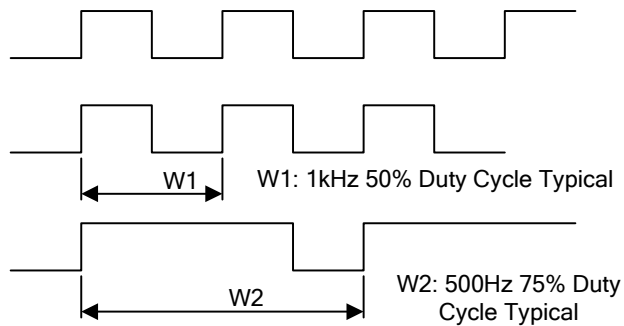 W1
W1: 1kHz 50% Duty Cycle Typical
W2
W2: 500Hz 75% Duty
Cycle Typical